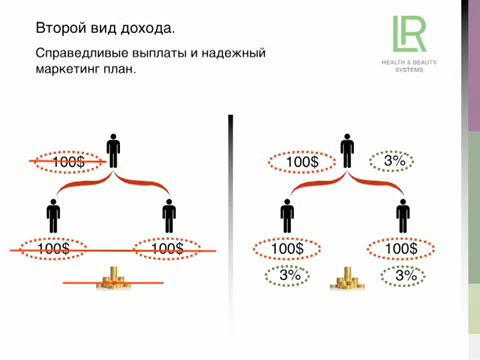 Второй вид дохода.
Справедливые выплаты и надежный
маркетинг план.
LR
HEALTH & BEAUTY
SYSTEMS
100$
100$ 100$
100$ 3%
100$ 100$
3% 3%